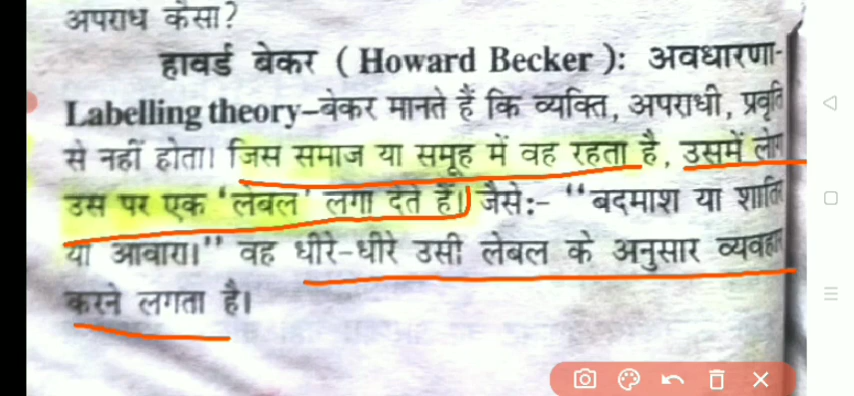 अपराध कैसा?
हावर्ड बेकर ( Howard Becker ): अवधारणा-
Labelling theory–बेकर मानते हैं कि व्यक्ति, अपराधी, प्रवृति
से नहीं होता। जिस समाज या समूह में वह रहता है, उसमें लोग
उस पर एक 'लेबल' लगा देते हैं। जैसे:- "बदमाश या शातिर
या आवारा।" वह धीरे-धीरे उसी लेबल के अनुसार व्यवहार
करने लगता है।